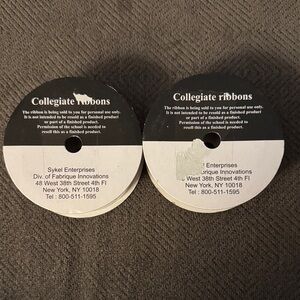 Collegiate ribbons
The ribbon is being sold to you for personal use only.
It is not intended to be resold as a finished product
or part of a finished product.
Permission of the school is needed to
resell this as a finished product.
Sykel Enterprises
Div. of Fabrique Innovations
48 West 38th Street 4th Fl
New York, NY 10018
Tel : 800-511-1595
Collegiate ribbons
The ribbon is being sold to you for personal use only.
It is not intended to be resold as a finished product
or part of a finished product.
Permission of the school is needed to
resell this as a finished product.
Enterprises
brique Innovations
West 38th Street 4th Fl
New York, NY 10018
Tel : 800-511-1595